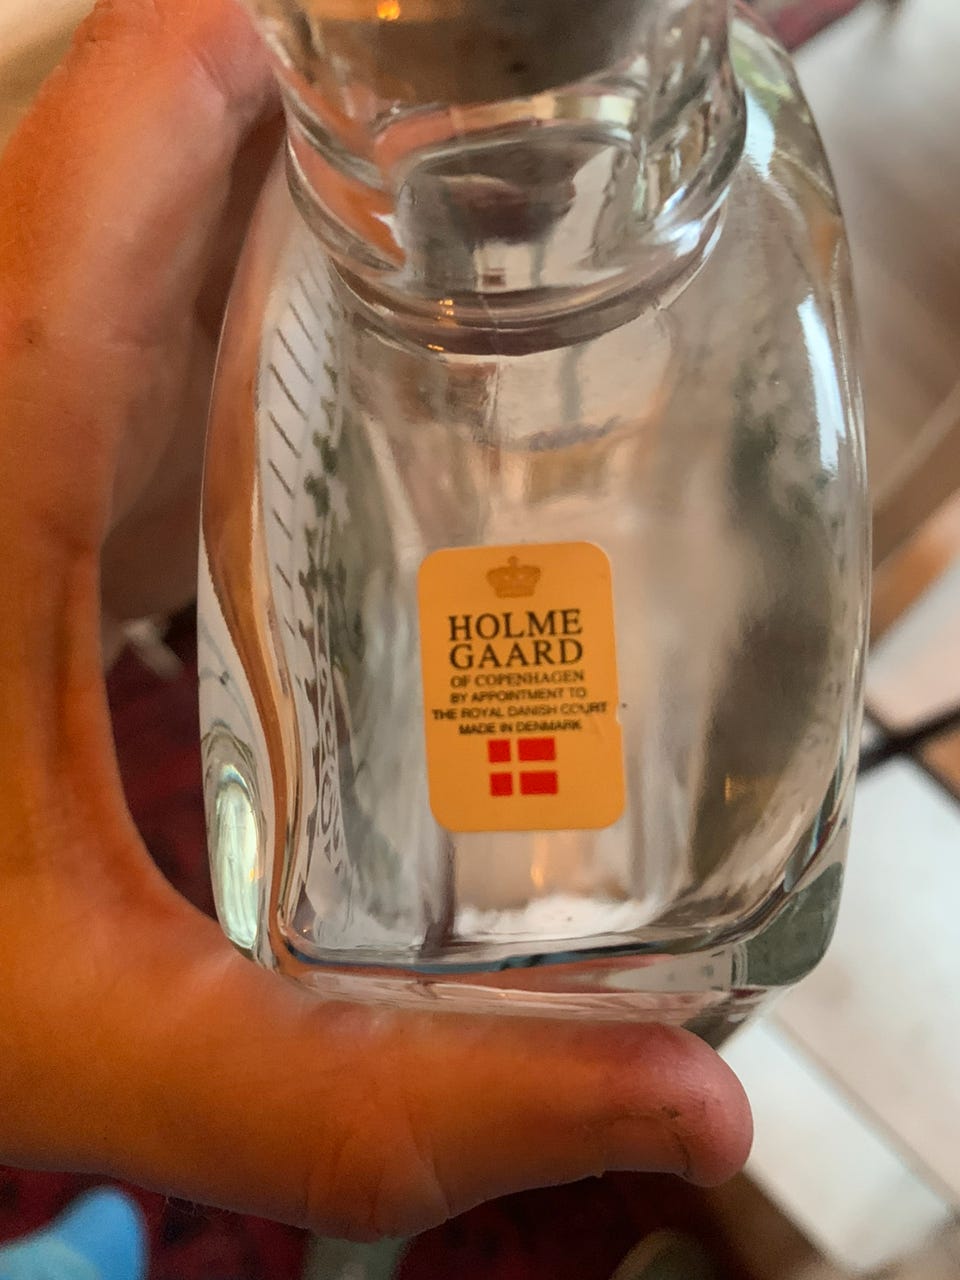 HOLME
GAARD
OF COPENHAGEN
BY APPOINTMENT TO
THE ROYAL DANISH COURT
MADE IN DENMARK